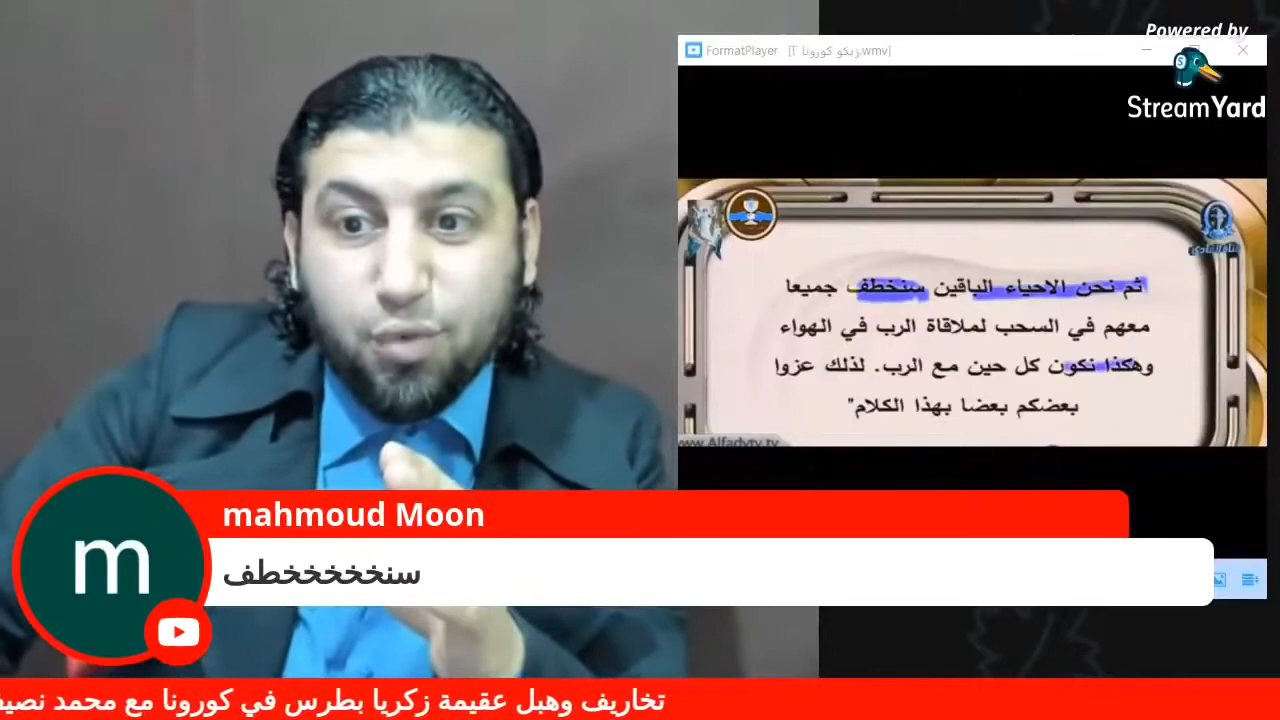 Powered by
StreamYard
FormatPlayer
ثم نحن الاحياء الباقين سنخطف جميعا
معهم في السحب لملاقاة الرب في الهواء
وهكذا نكون كل حين مع الرب. لذلك عزوا
بعضكم بعضا بهذا الكلام"
www.Alfadytv.tv
mahmoud Moon
m
سنخخخخخطف
تخاريف وهبل عقيمة زكريا بطرس في كورونا مع محمد